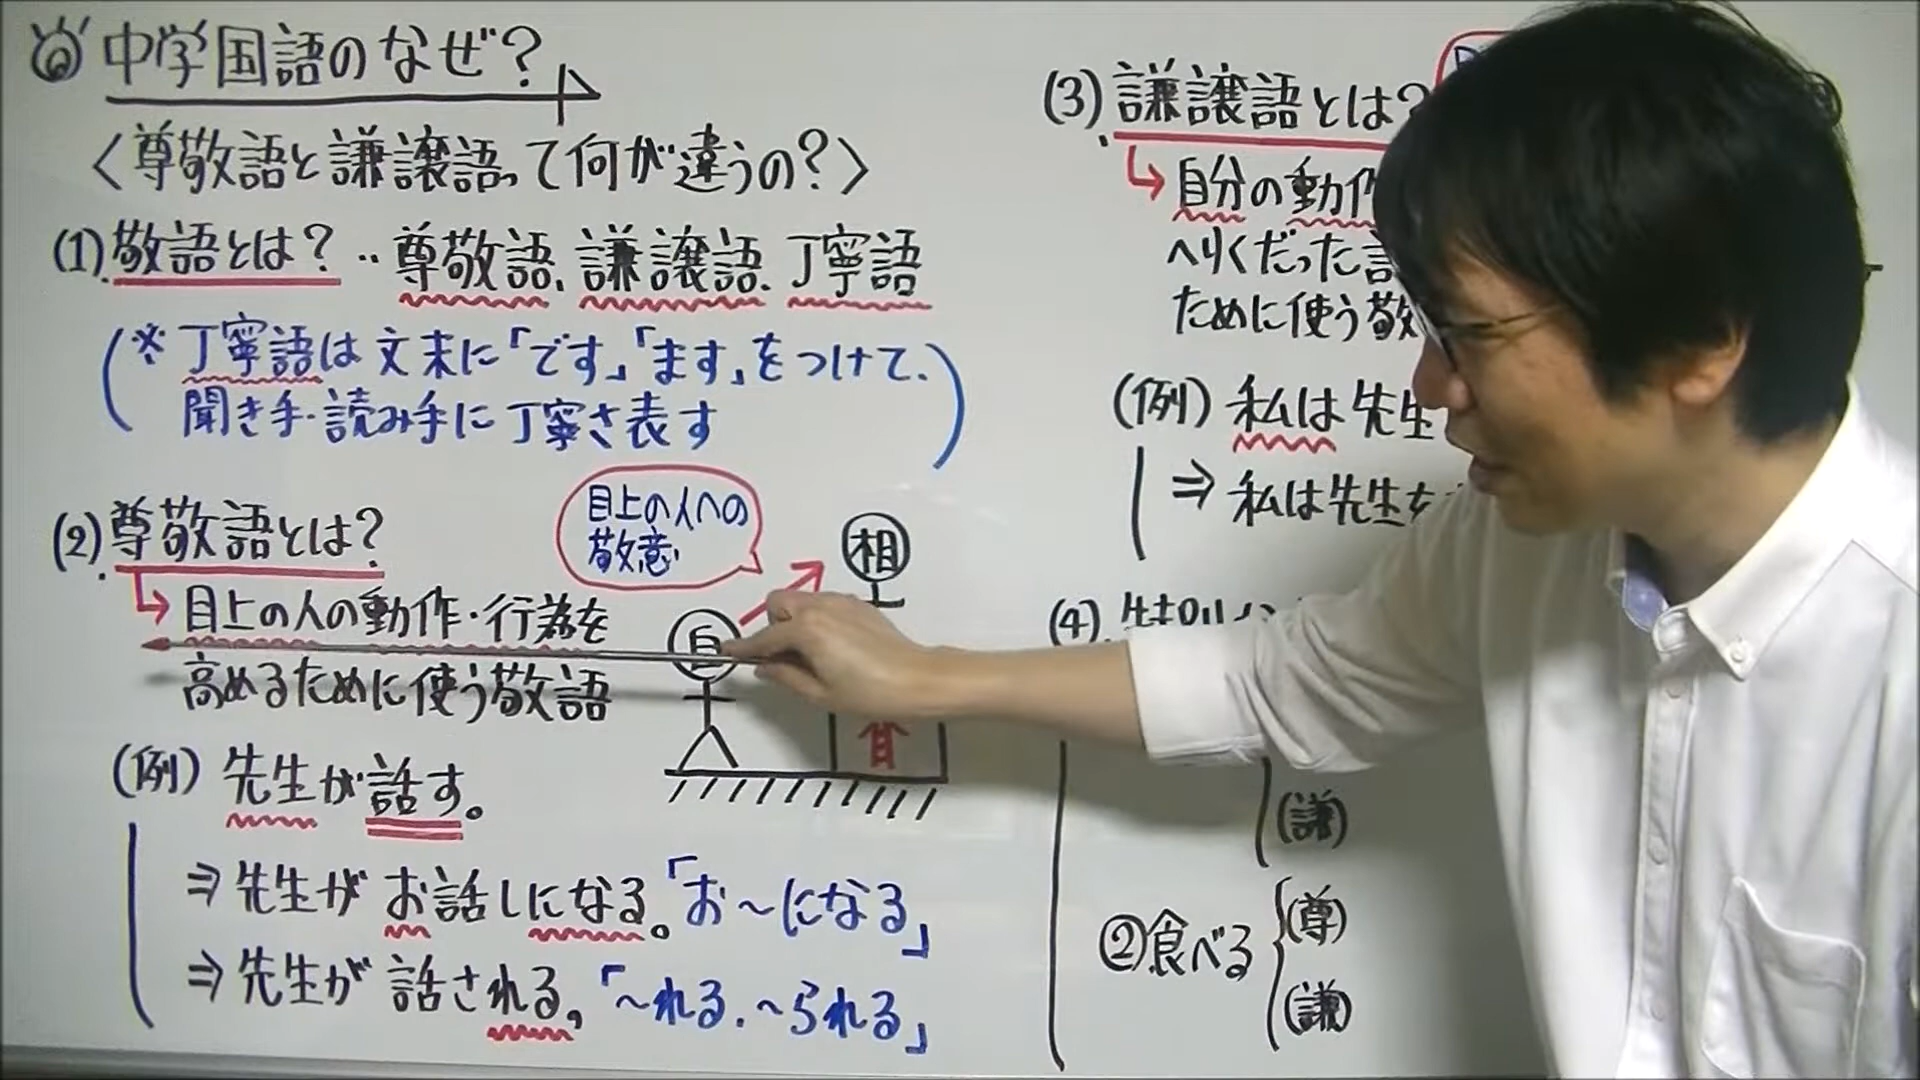 中学国語のなぜ?
〈尊敬語と謙譲語って何が違うの?〉
(1) 敬語とは? ‥ 尊敬語、謙譲語、丁寧語
(※ 丁寧語は文末に「です」「ます」をつけて、
聞き手・読み手に丁寧さ表す)
(2) 尊敬語とは?
目上の人の動作・行為を
高めるために使う敬語
目上の人への
敬意
相
自
(例) 先生が話す。
⇒ 先生がお話しになる。「お〜になる」
⇒ 先生が話される。「〜れる、〜られる」
(3) 謙譲語とは?
自分の動作
へりくだった言
ために使う敬
(例) 私は先生
⇒ 私は先生を
(4)
(謙)
②食べる
(尊)
(謙)